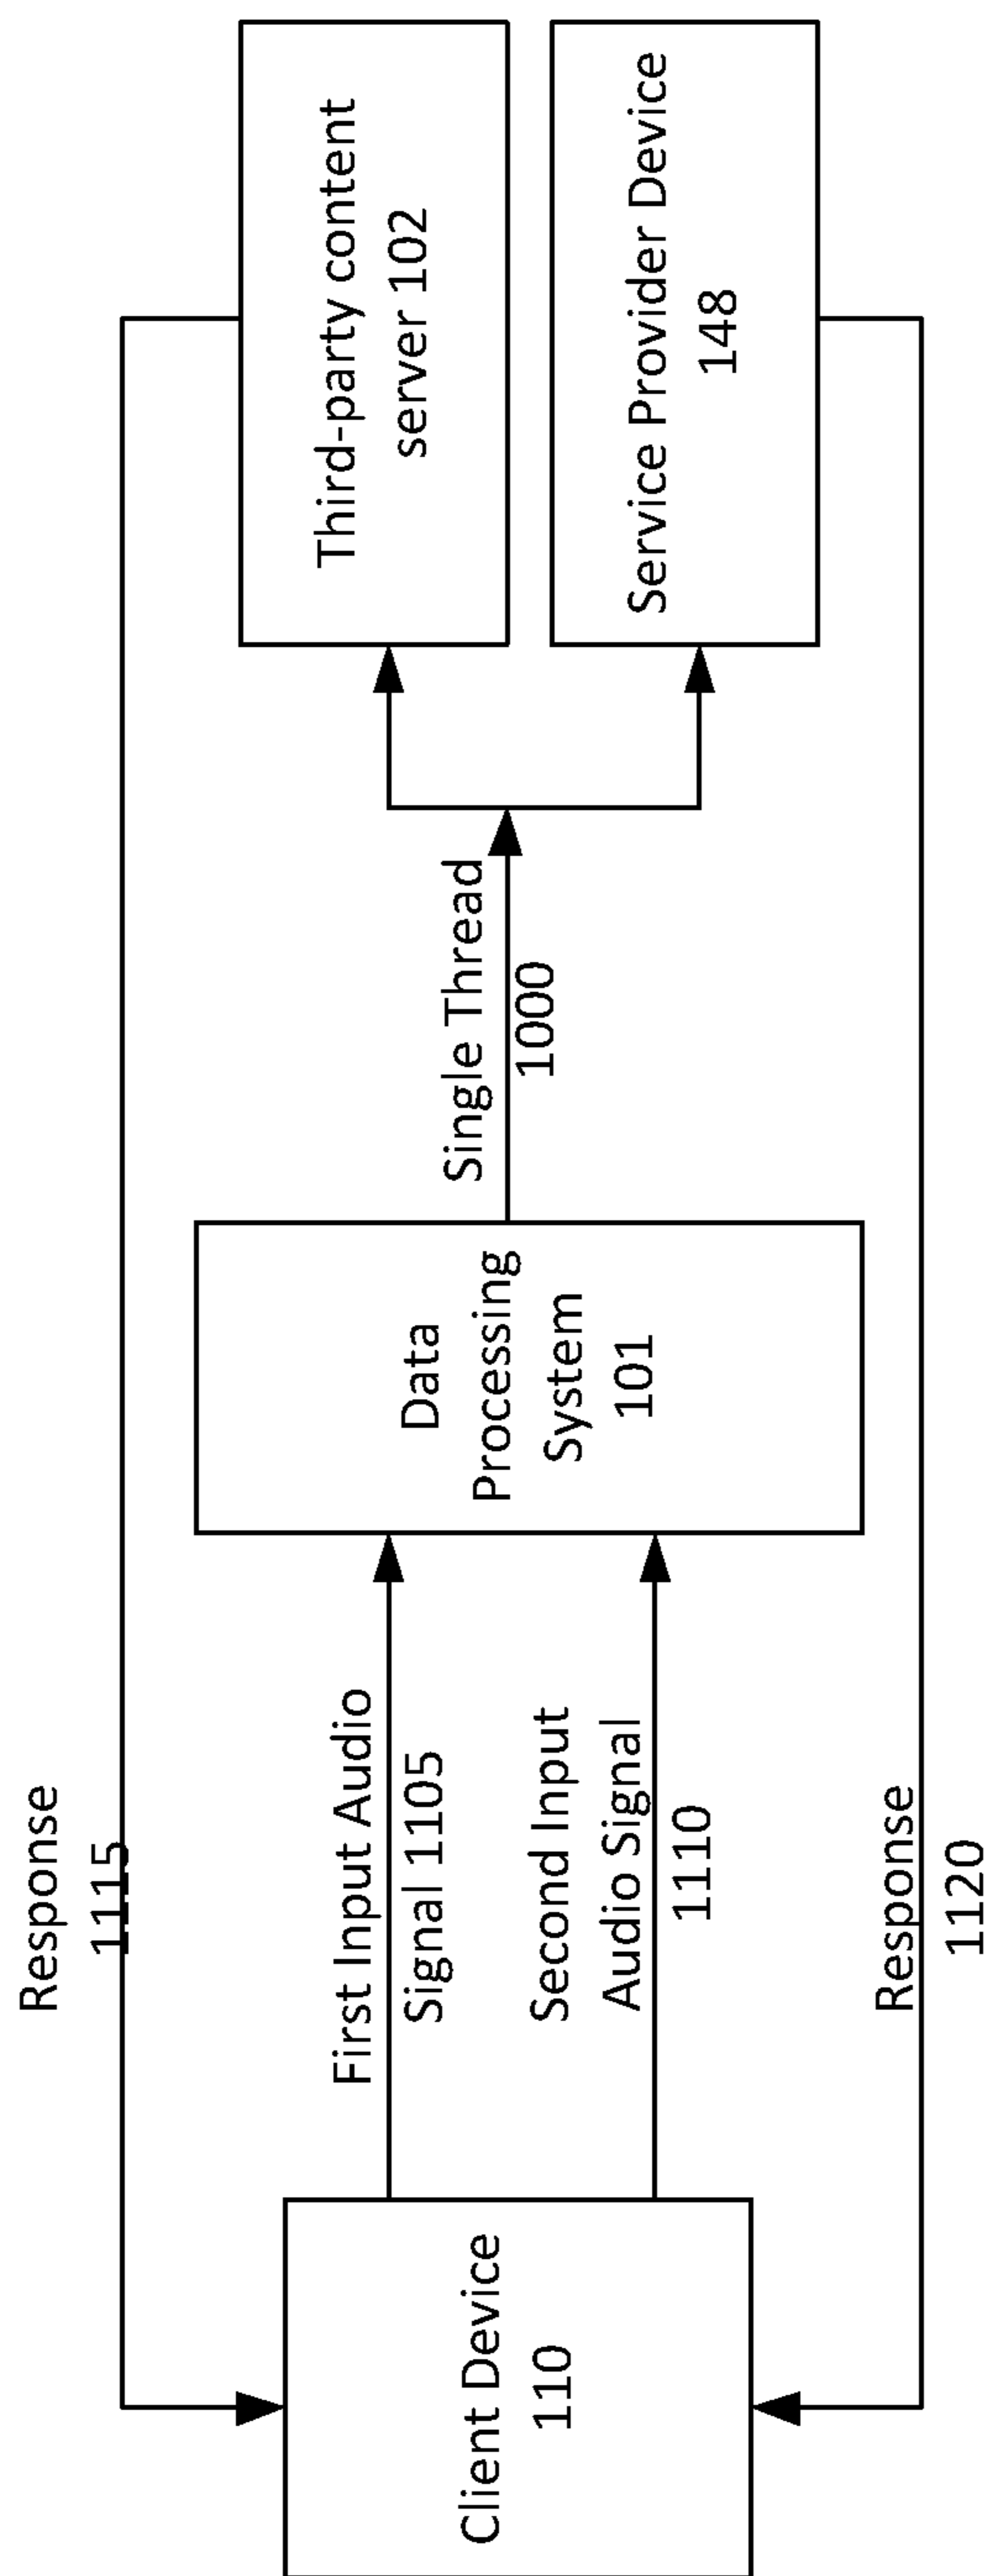 Response
1115
Client Device
110
First Input Audio
Signal 1105
Second Input
Audio Signal
1110
Data
Processing
System
101
Single Thread
1000
Third-party content
server 102
Service Provider Device
148
Response
1120